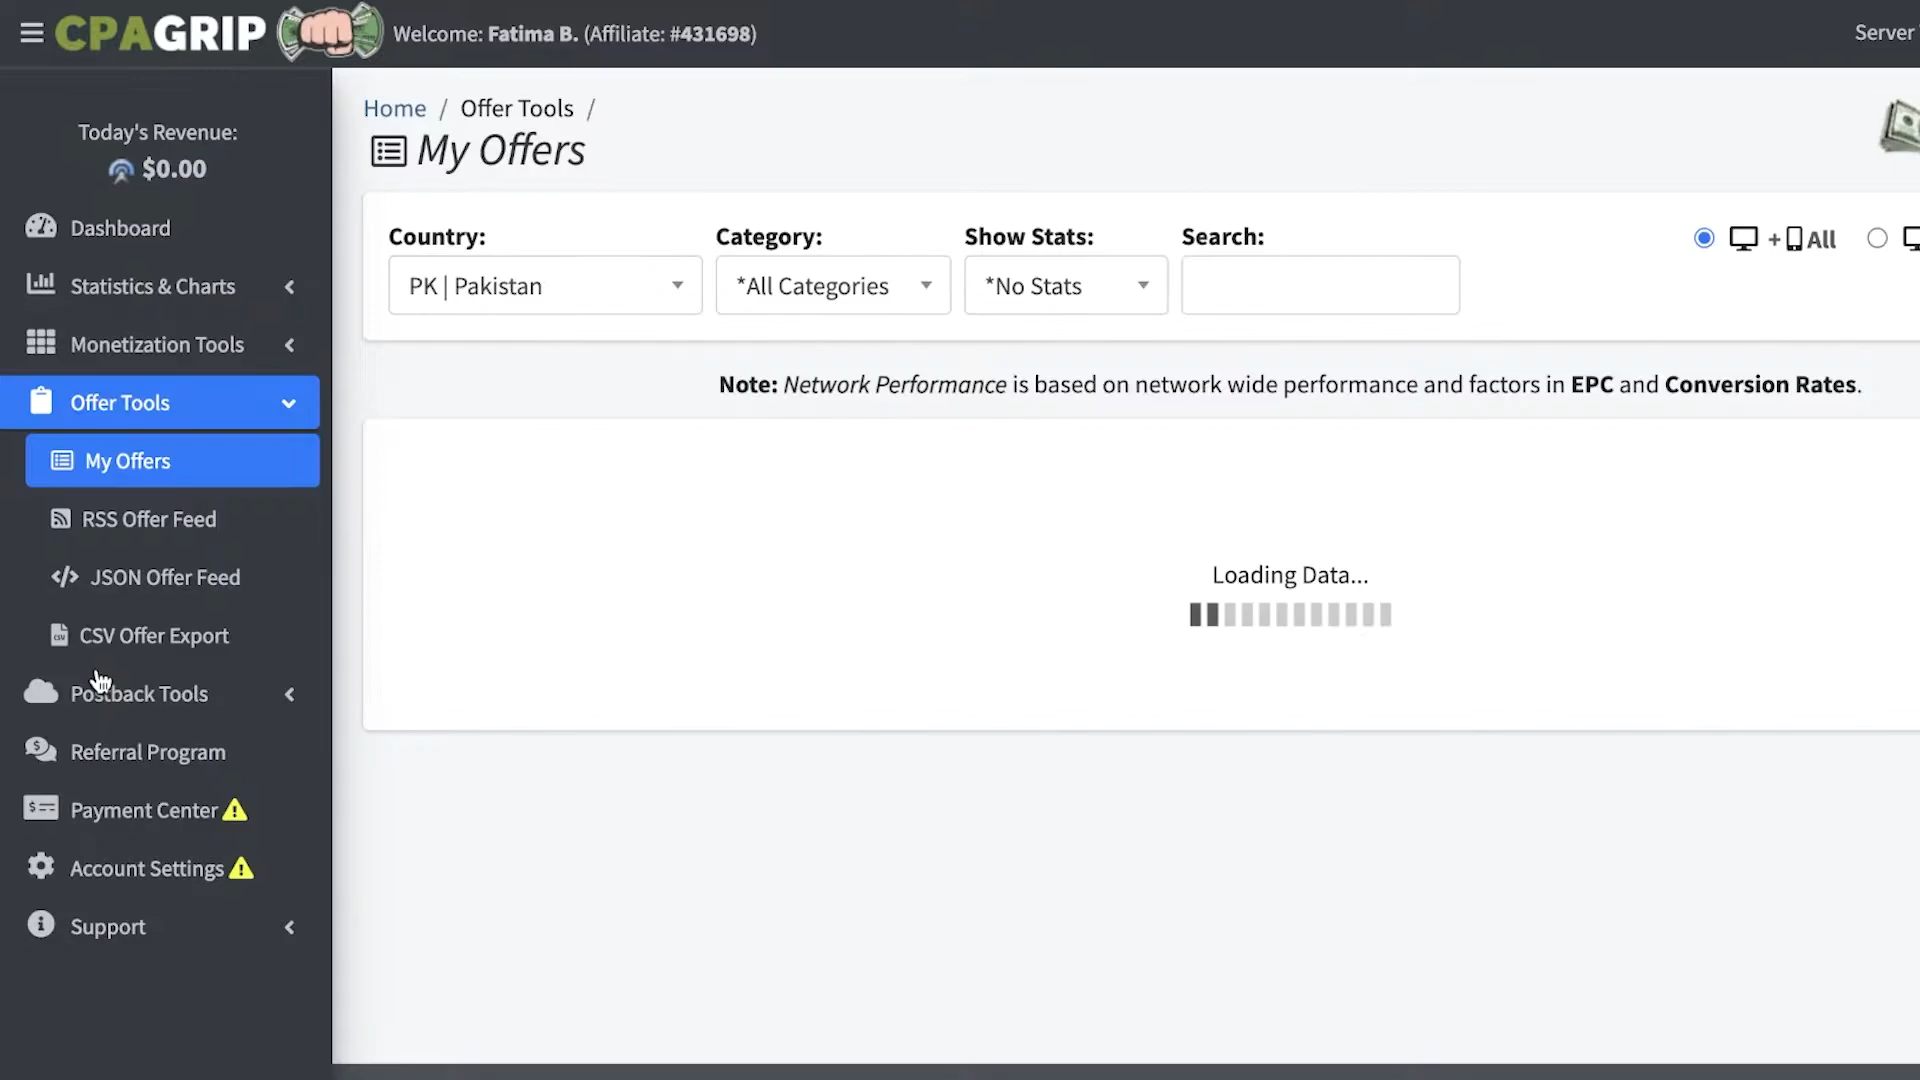 CPAGRIP Welcome: Fatima B. (Affiliate: #431698)
Server
Today's Revenue:
$0.00
Dashboard
Statistics & Charts
Monetization Tools
Offer Tools
My Offers
RSS Offer Feed
JSON Offer Feed
CSV Offer Export
Postback Tools
Referral Program
Payment Center
Account Settings
Support
Home / Offer Tools /
My Offers
Country: Category: Show Stats: Search:
PK | Pakistan *All Categories *No Stats
+ All
Note: Network Performance is based on network wide performance and factors in EPC and Conversion Rates.
Loading Data...